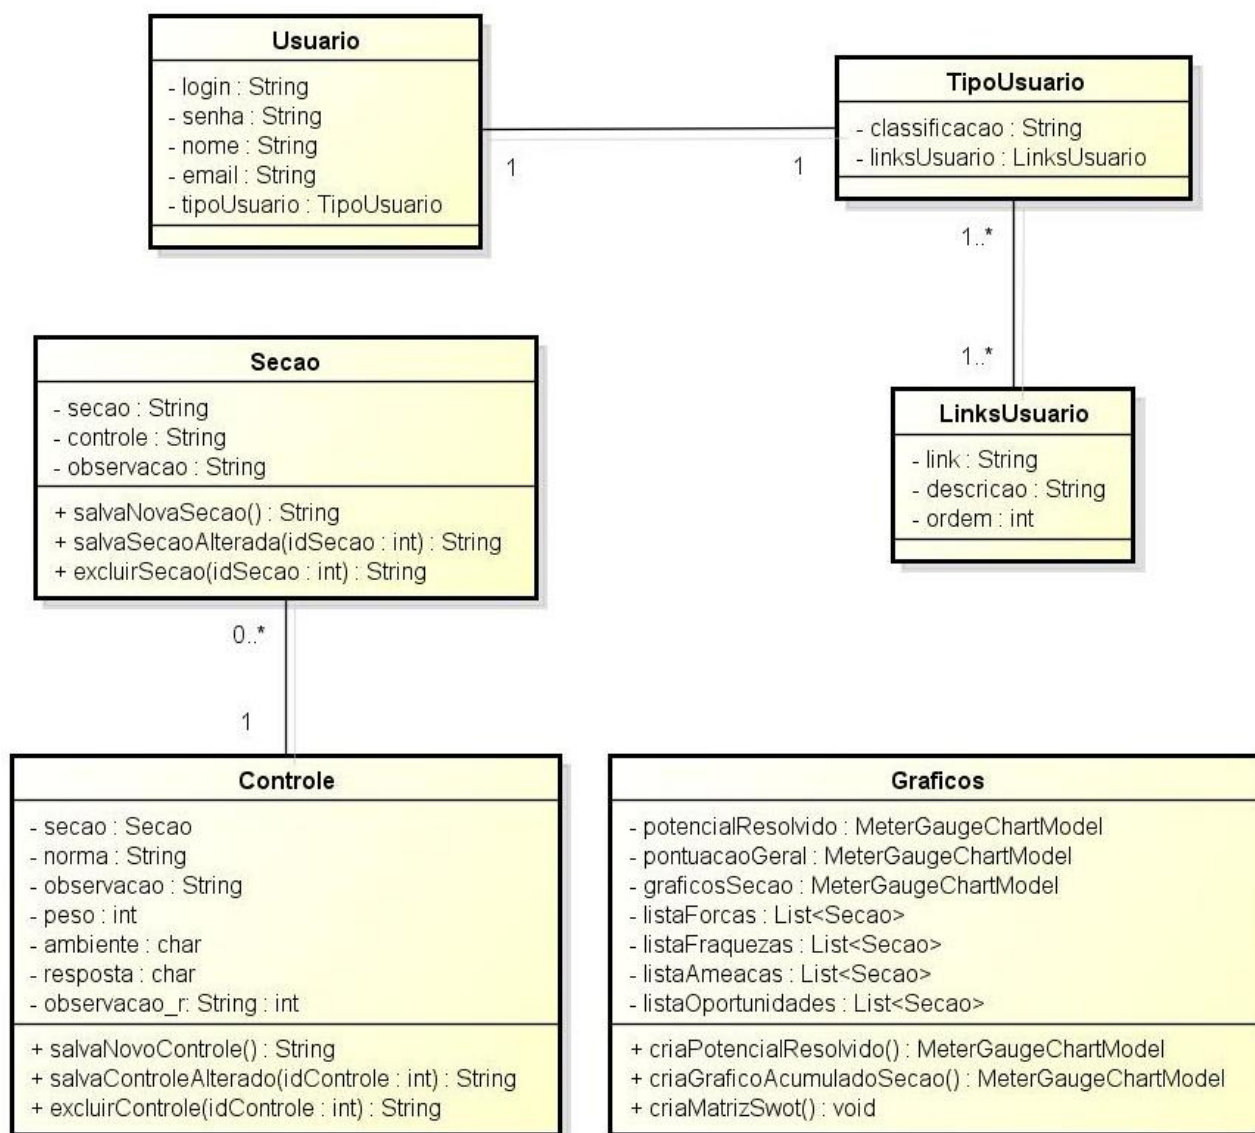 Usuario
- login : String
- senha : String
- nome : String
- email : String
- tipoUsuario : TipoUsuario
1
1
TipoUsuario
- classificacao : String
- linksUsuario : LinksUsuario
1..*
1..*
LinksUsuario
- link : String
- descricao : String
- ordem : int
Secao
- secao : String
- controle : String
- observacao : String
+ salvaNovaSecao() : String
+ salvaSecaoAlterada(idSecao : int) : String
+ excluirSecao(idSecao : int) : String
0..*
1
Controle
- secao : Secao
- norma : String
- observacao : String
- peso : int
- ambiente : char
- resposta : char
- observacao_r: String : int
+ salvaNovoControle() : String
+ salvaControleAlterado(idControle : int) : String
+ excluirControle(idControle : int) : String
Graficos
- potencialResolvido : MeterGaugeChartModel
- pontuacaoGeral : MeterGaugeChartModel
- graficosSecao : MeterGaugeChartModel
- listaForcas : List<Secao>
- listaFraquezas : List<Secao>
- listaAmeacas : List<Secao>
- listaOportunidades : List<Secao>
+ criaPotencialResolvido() : MeterGaugeChartModel
+ criaGraficoAcumuladoSecao() : MeterGaugeChartModel
+ criaMatrizSwot() : void